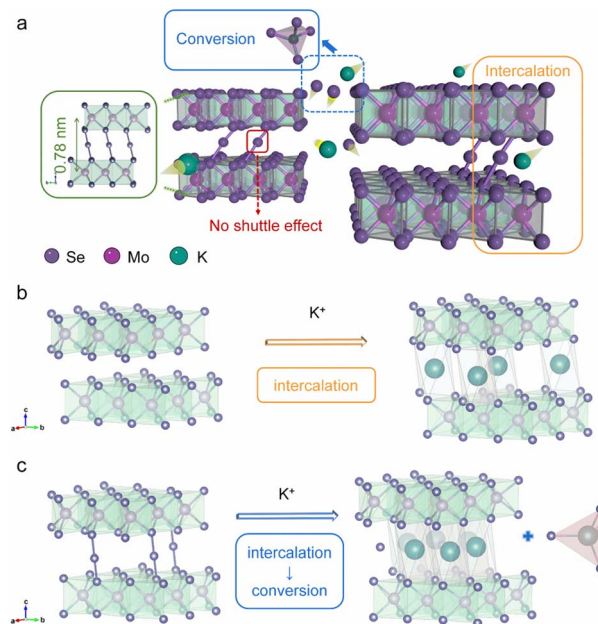 a
Conversion
Intercalation
0.78 nm
No shuttle effect
Se Mo K
b
K⁺
intercalation
c
a b
c
K⁺
intercalation
↓
conversion
c
a b